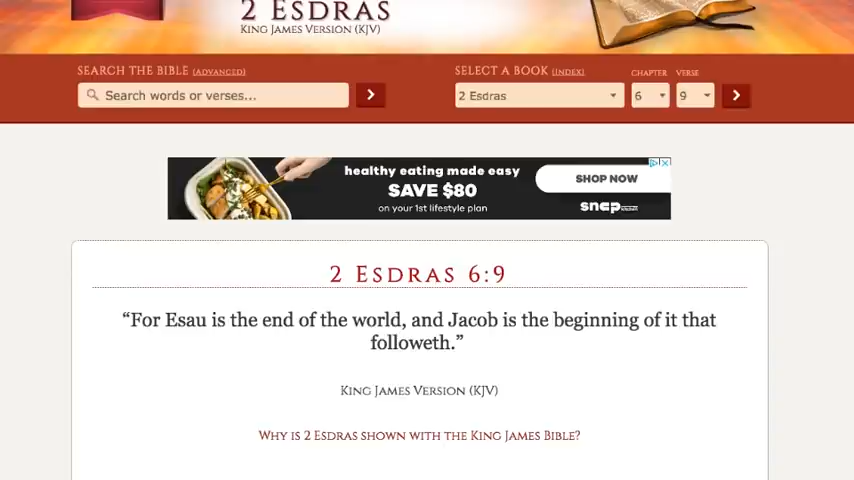 2 Esdras
King James Version (KJV)
Search the Bible (Advanced)
Select a Book (Index)
Chapter
Verse
Search words or verses...
2 Esdras
6
9
healthy eating made easy
SAVE $80
on your 1st lifestyle plan
SHOP NOW
snap
2 Esdras 6:9
“For Esau is the end of the world, and Jacob is the beginning of it that
followeth.”
King James Version (KJV)
Why is 2 Esdras shown with the King James Bible?